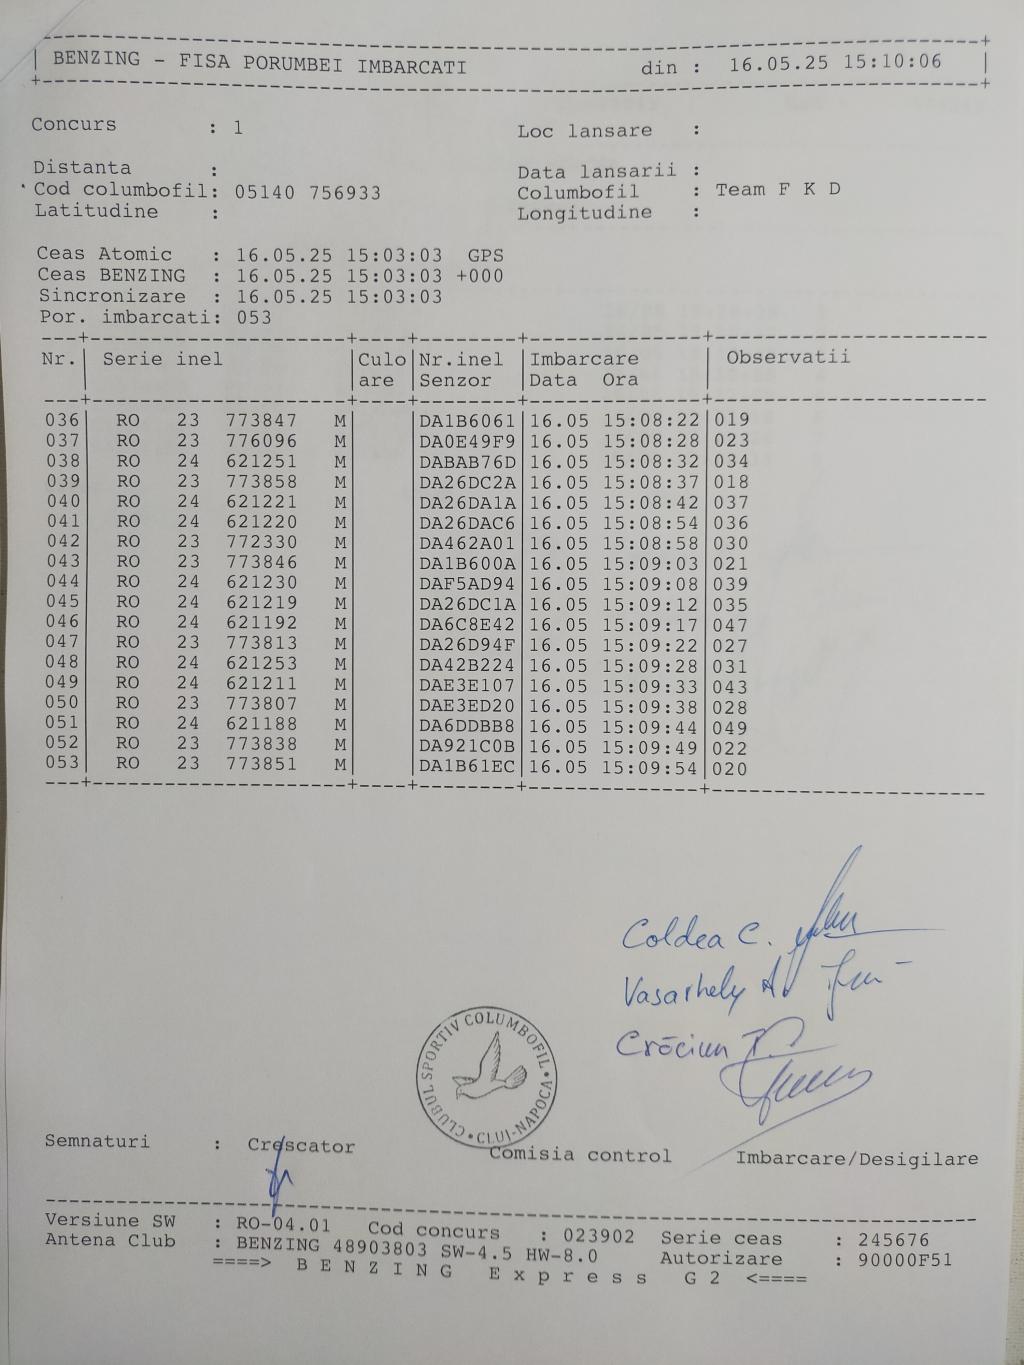 BENZING - FISA PORUMBEI IMBARCATI din : 16.05.25 15:10:06
Concurs : 1 Loc lansare :
Distanta : Data lansarii :
Cod columbofil: 05140 756933 Columbofil : Team F K D
Latitudine : Longitudine :
Ceas Atomic : 16.05.25 15:03:03 GPS
Ceas BENZING : 16.05.25 15:03:03 +000
Sincronizare : 16.05.25 15:03:03
Por. imbarcati: 053
Nr. Serie inel Culo Nr.inel Imbarcare Observatii
are Senzor Data Ora
036 RO 23 773847 M DA1B6061 16.05 15:08:22 019
037 RO 23 776096 M DA0E49F9 16.05 15:08:28 023
038 RO 24 621251 M DABAB76D 16.05 15:08:32 034
039 RO 23 773858 M DA26DC2A 16.05 15:08:37 018
040 RO 24 621221 M DA26DA1A 16.05 15:08:42 037
041 RO 24 621220 M DA26DAC6 16.05 15:08:54 036
042 RO 23 772330 M DA462A01 16.05 15:08:58 030
043 RO 23 773846 M DA1B600A 16.05 15:09:03 021
044 RO 24 621230 M DAF5AD94 16.05 15:09:08 039
045 RO 24 621219 M DA26DC1A 16.05 15:09:12 035
046 RO 24 621192 M DA6C8E42 16.05 15:09:17 047
047 RO 23 773813 M DA26D94F 16.05 15:09:22 027
048 RO 24 621253 M DA42B224 16.05 15:09:28 031
049 RO 24 621211 M DAE3E107 16.05 15:09:33 043
050 RO 23 773807 M DAE3ED20 16.05 15:09:38 028
051 RO 24 621188 M DA6DDBB8 16.05 15:09:44 049
052 RO 23 773838 M DA921C0B 16.05 15:09:49 022
053 RO 23 773851 M DA1B61EC 16.05 15:09:54 020
Coldea C.
Vasarhely A
Crăciun
CLUBUL SPORTIV COLUMBOFIL • CLUJ-NAPOCA •
Semnaturi : Crescator Comisia control Imbarcare/Desigilare
Versiune SW : RO-04.01 Cod concurs : 023902 Serie ceas : 245676
Antena Club : BENZING 48903803 SW-4.5 HW-8.0 Autorizare : 90000F51
====> B E N Z I N G E x p r e s s G 2 <====